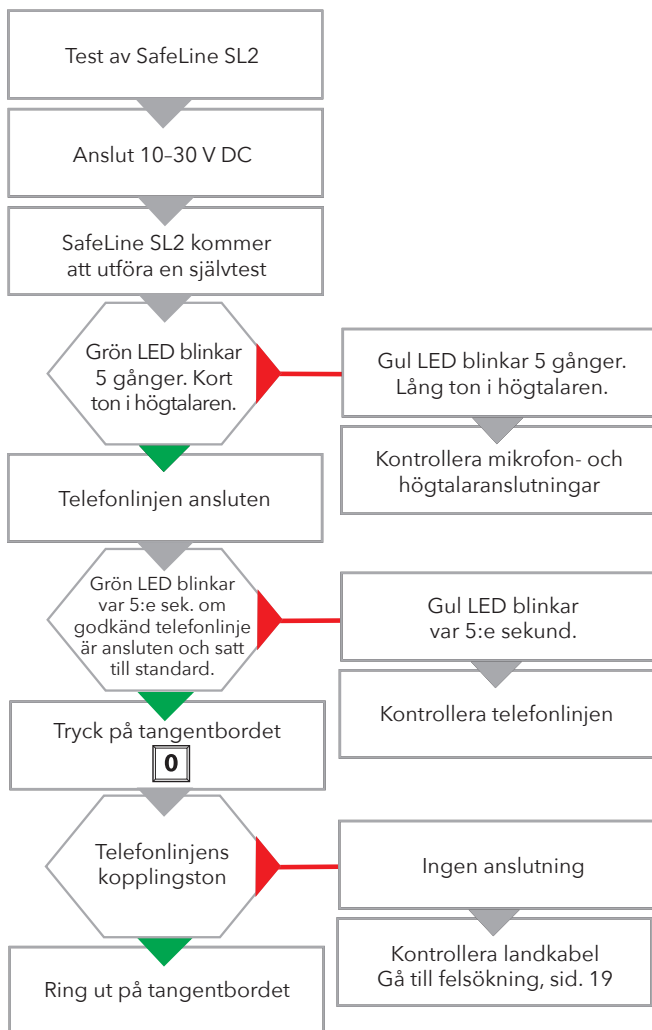 Test av SafeLine SL2
Anslut 10–30 V DC
SafeLine SL2 kommer
att utföra en självtest
Grön LED blinkar
5 gånger. Kort
ton i högtalaren.
Gul LED blinkar 5 gånger.
Lång ton i högtalaren.
Kontrollera mikrofon- och
högtalaranslutningar
Telefonlinjen ansluten
Grön LED blinkar
var 5:e sek. om
godkänd telefonlinje
är ansluten och satt
till standard.
Gul LED blinkar
var 5:e sekund.
Kontrollera telefonlinjen
Tryck på tangentbordet
0
Telefonlinjens
kopplingston
Ingen anslutning
Kontrollera landkabel
Gå till felsökning, sid. 19
Ring ut på tangentbordet